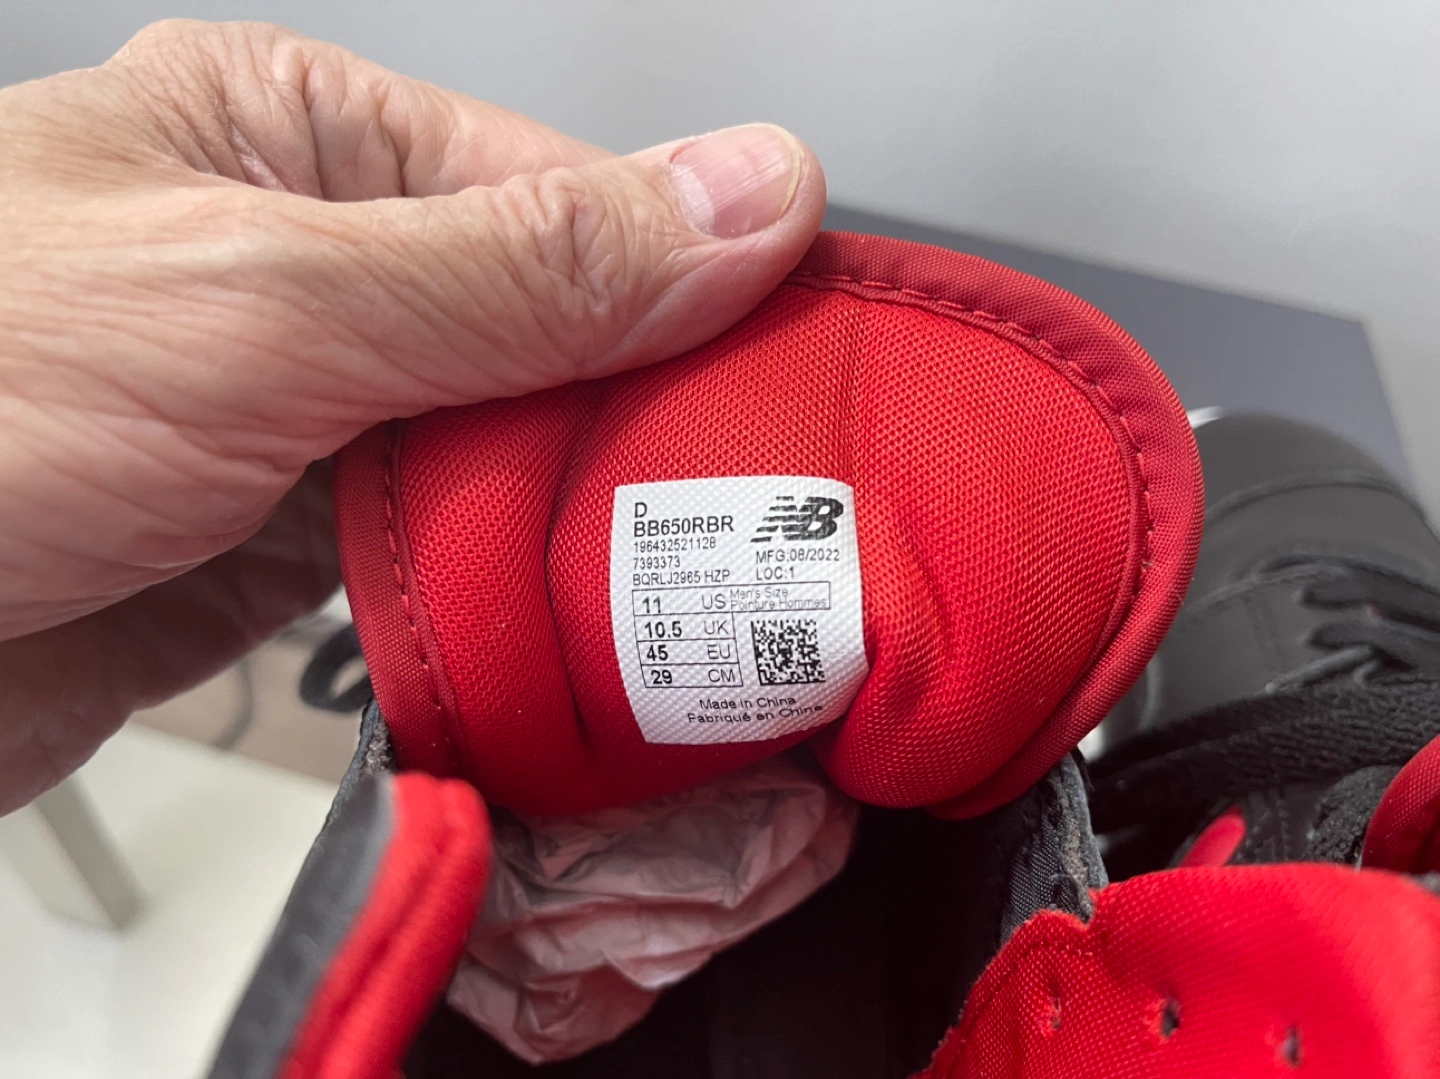 D
BB650RBR
NB
196432521128
7393373
MFG:08/2022
BQRLJ2965 HZP
LOC:1
11 US Men's Size
Pointure Hommes
10.5 UK
45 EU
29 CM
Made in China
Fabriqué en Chine